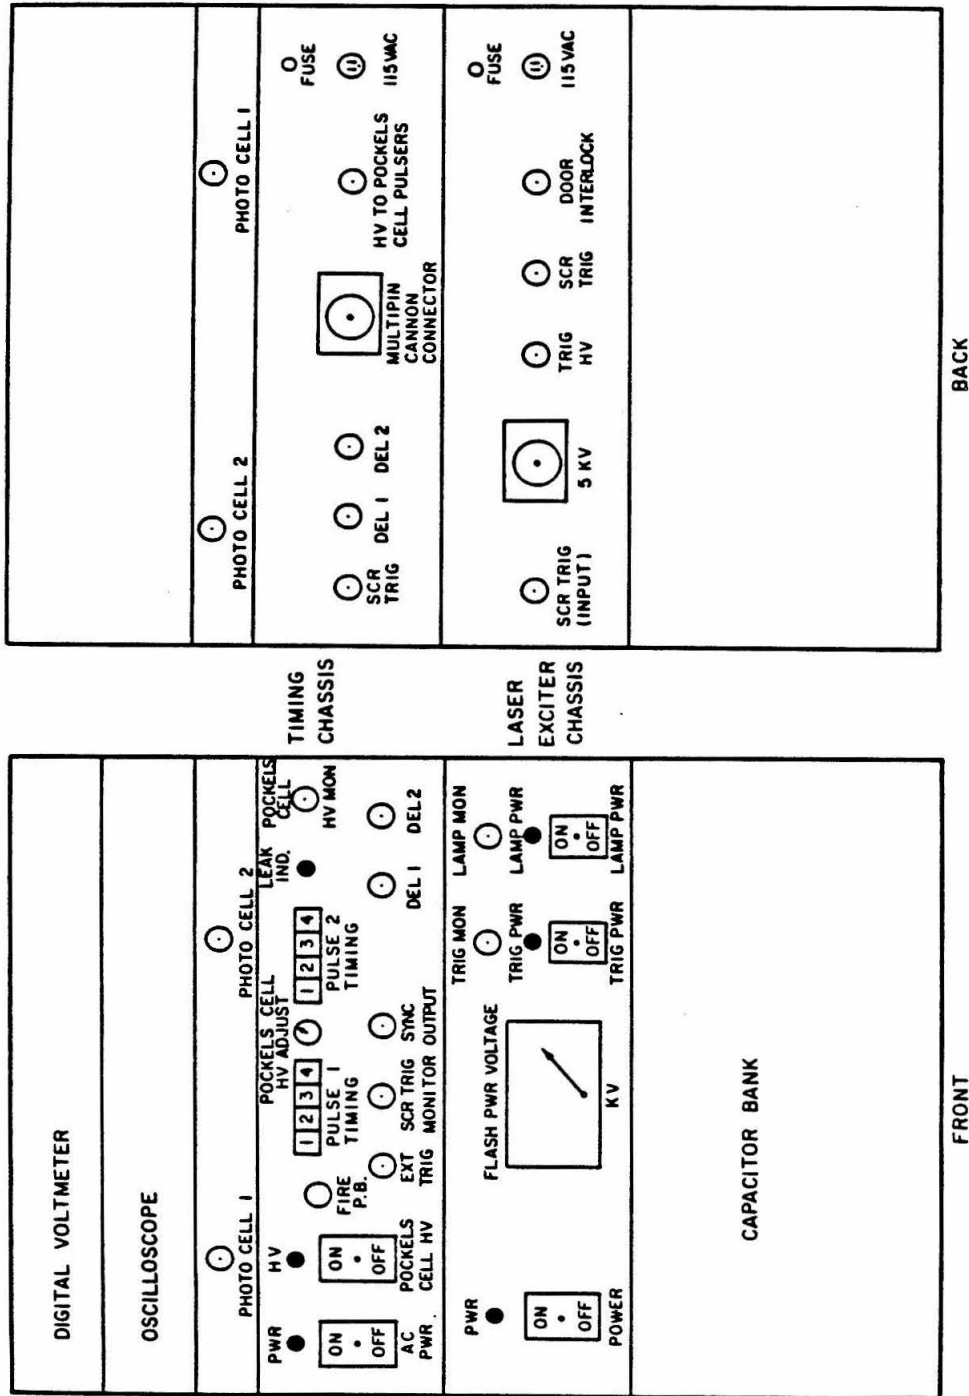 DIGITAL VOLTMETER
OSCILLOSCOPE
PHOTO CELL 1
PHOTO CELL 2
PWR
ON
OFF
AC
PWR.
HV
ON
OFF
POCKELS
CELL HV
FIRE
P.B.
EXT
TRIG
1 2 3 4
PULSE 1
TIMING
SCR TRIG
MONITOR
POCKELS CELL
HV ADJUST
SYNC
OUTPUT
1 2 3 4
PULSE 2
TIMING
LEAK
IND.
DEL 1
POCKELS
CELL
HV MON
DEL2
PWR
ON
OFF
POWER
FLASH PWR VOLTAGE
KV
TRIG MON
TRIG PWR
ON
OFF
TRIG PWR
LAMP MON
LAMP PWR
ON
OFF
LAMP PWR
CAPACITOR BANK
FRONT
TIMING
CHASSIS
LASER
EXCITER
CHASSIS
PHOTO CELL 2
PHOTO CELL 1
SCR
TRIG
DEL 1
DEL 2
MULTIPIN
CANNON
CONNECTOR
HV TO POCKELS
CELL PULSERS
FUSE
115 VAC
SCR TRIG
(INPUT)
5 KV
TRIG
HV
SCR
TRIG
DOOR
INTERLOCK
FUSE
115 VAC
BACK